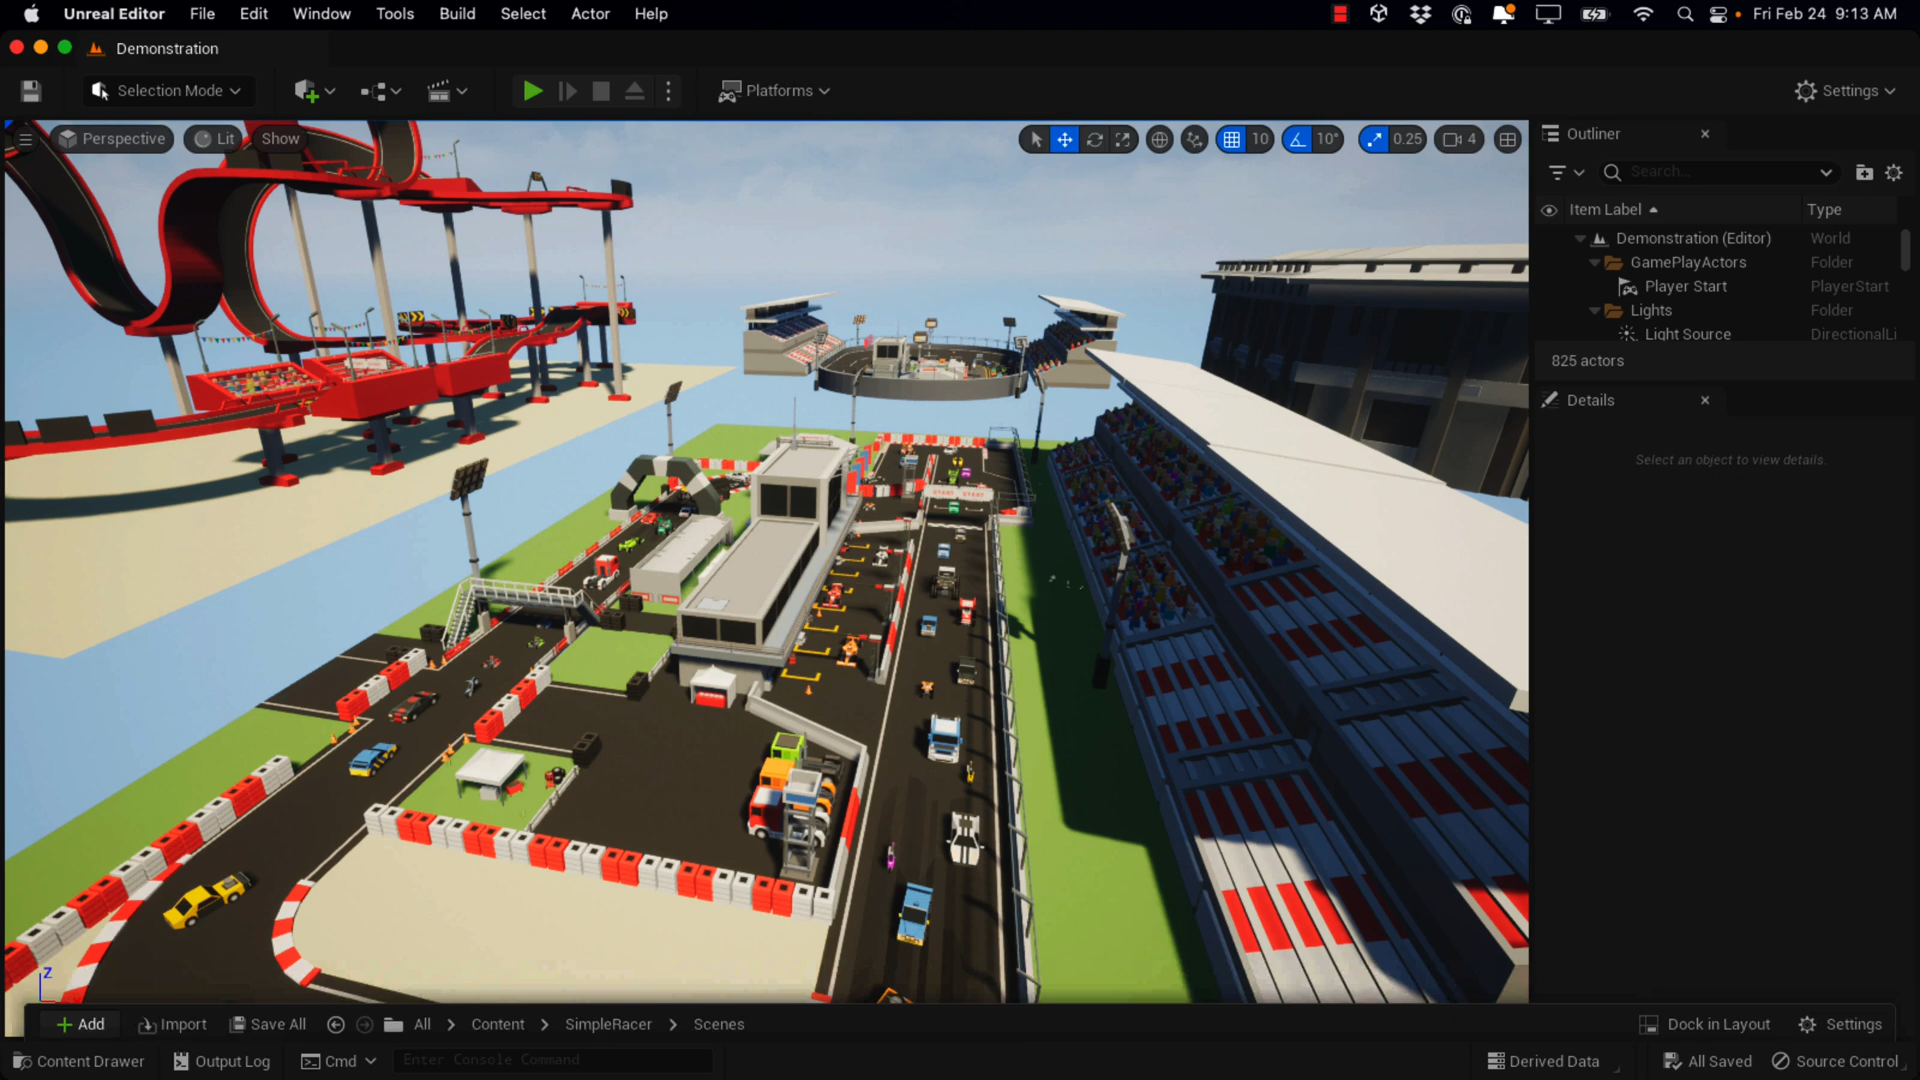 Unreal Editor File Edit Window Tools Build Select Actor Help Fri Feb 24 9:13 AM
Demonstration
Selection Mode Platforms Settings
Perspective Lit Show 10 10° 0.25 4
Outliner
Search...
Item Label Type
Demonstration (Editor) World
GamePlayActors Folder
Player Start PlayerStart
Lights Folder
Light Source DirectionalLi
825 actors
Details
Select an object to view details.
START START
Z
Add Import Save All All Content SimpleRacer Scenes Dock in Layout Settings
Content Drawer Output Log Cmd Enter Console Command Derived Data All Saved Source Control